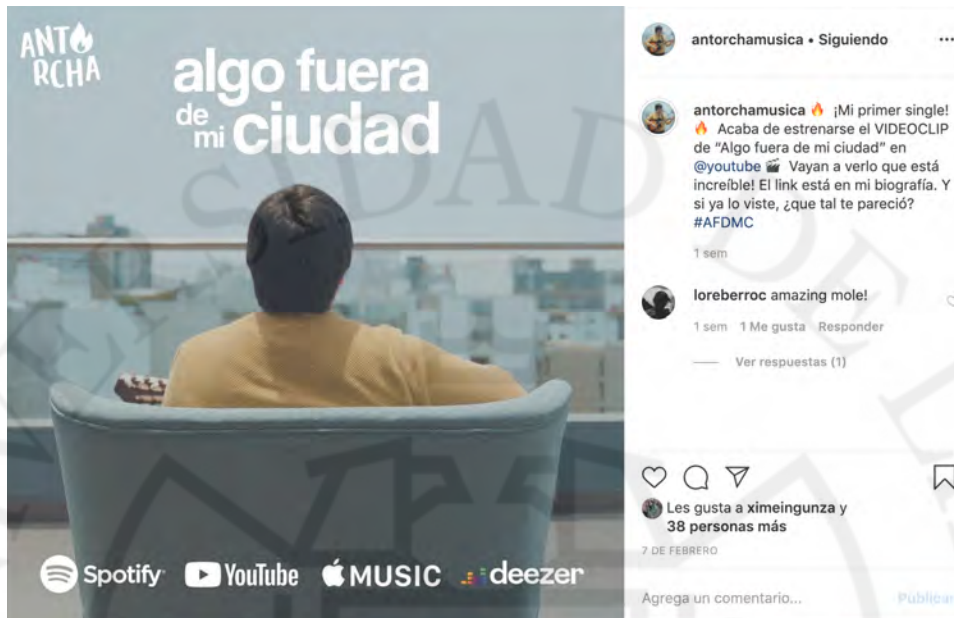 ANTO
RCHA
algo fuera
de mi ciudad
Spotify
YouTube
MUSIC
deezer
antorchamusica • Siguiendo
antorchamusica 🔥 ¡Mi primer single!
🔥 Acaba de estrenarse el VIDEOCLIP
de “Algo fuera de mi ciudad” en
@youtube 🎬 Vayan a verlo que está
increíble! El link está en mi biografía. Y
si ya lo viste, ¿que tal te pareció?
#AFDMC
1 sem
loreberroc amazing mole!
1 sem 1 Me gusta Responder
Ver respuestas (1)
Les gusta a ximeingunza y
38 personas más
7 DE FEBRERO
Agrega un comentario...
Publicar